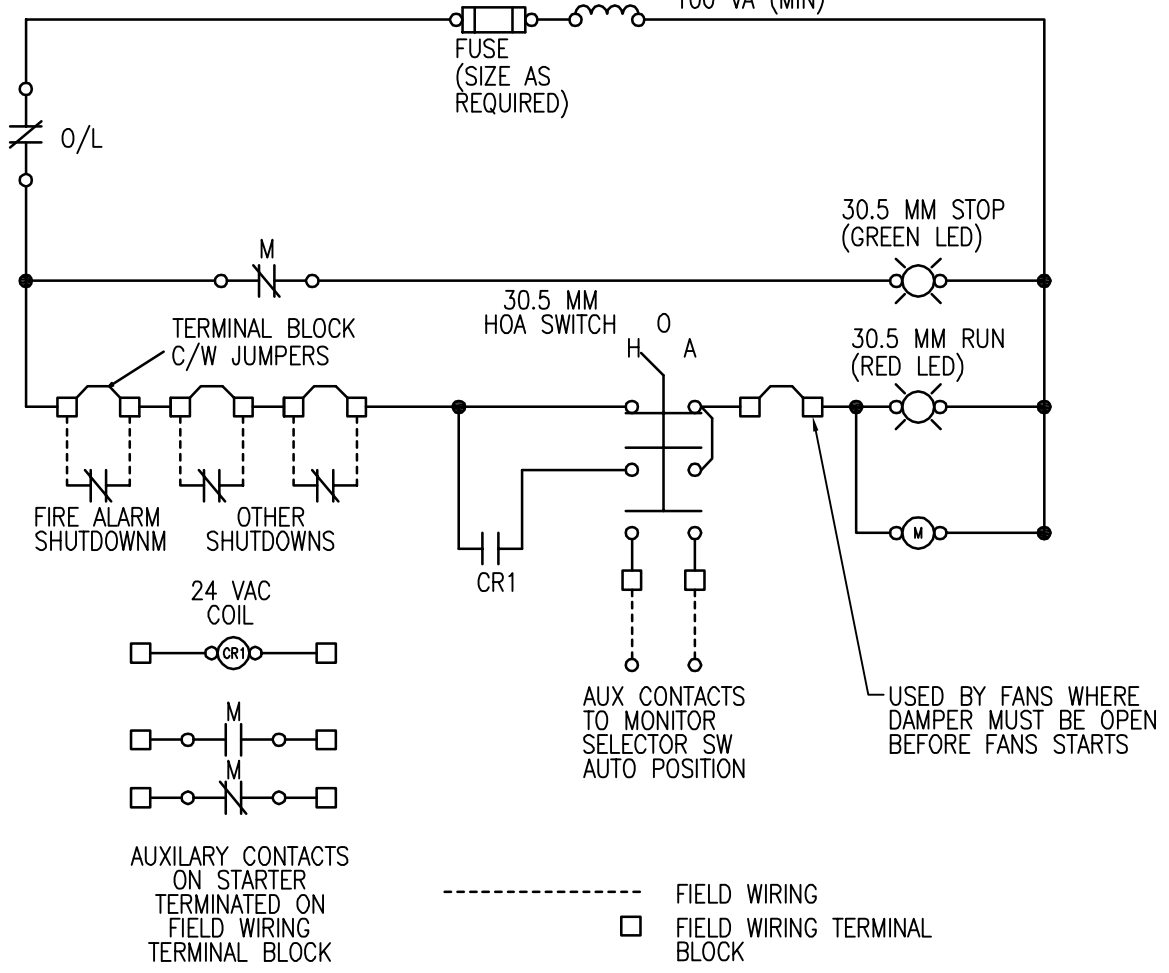 100 VA (MIN)
FUSE
(SIZE AS
REQUIRED)
O/L
30.5 MM STOP
(GREEN LED)
M
30.5 MM
HOA SWITCH
O
H A
TERMINAL BLOCK
C/W JUMPERS
30.5 MM RUN
(RED LED)
FIRE ALARM
SHUTDOWNM
OTHER
SHUTDOWNS
CR1
M
24 VAC
COIL
CR1
M
M
AUX CONTACTS
TO MONITOR
SELECTOR SW
AUTO POSITION
USED BY FANS WHERE
DAMPER MUST BE OPEN
BEFORE FANS STARTS
AUXILARY CONTACTS
ON STARTER
TERMINATED ON
FIELD WIRING
TERMINAL BLOCK
FIELD WIRING
FIELD WIRING TERMINAL
BLOCK